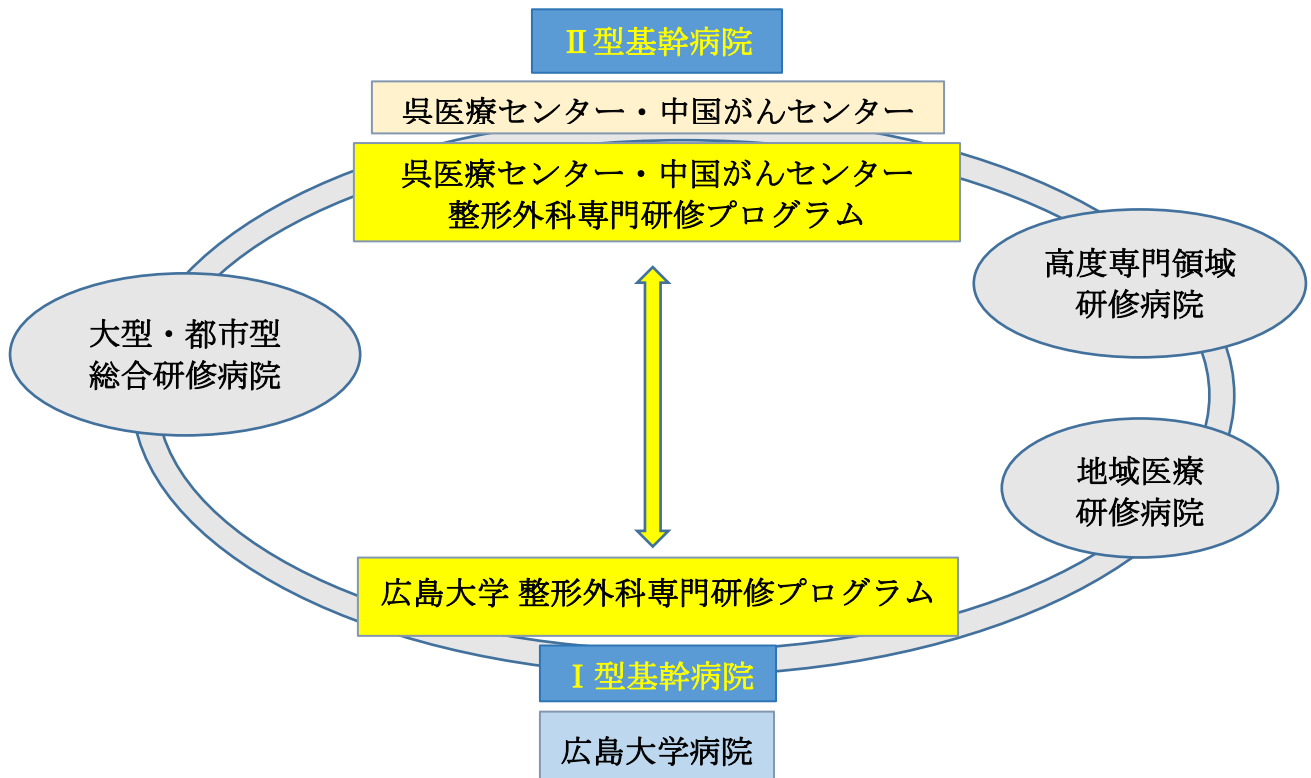 Ⅱ型基幹病院
呉医療センター・中国がんセンター
呉医療センター・中国がんセンター
整形外科専門研修プログラム
高度専門領域
研修病院
大型・都市型
総合研修病院
地域医療
研修病院
広島大学 整形外科専門研修プログラム
Ⅰ型基幹病院
広島大学病院